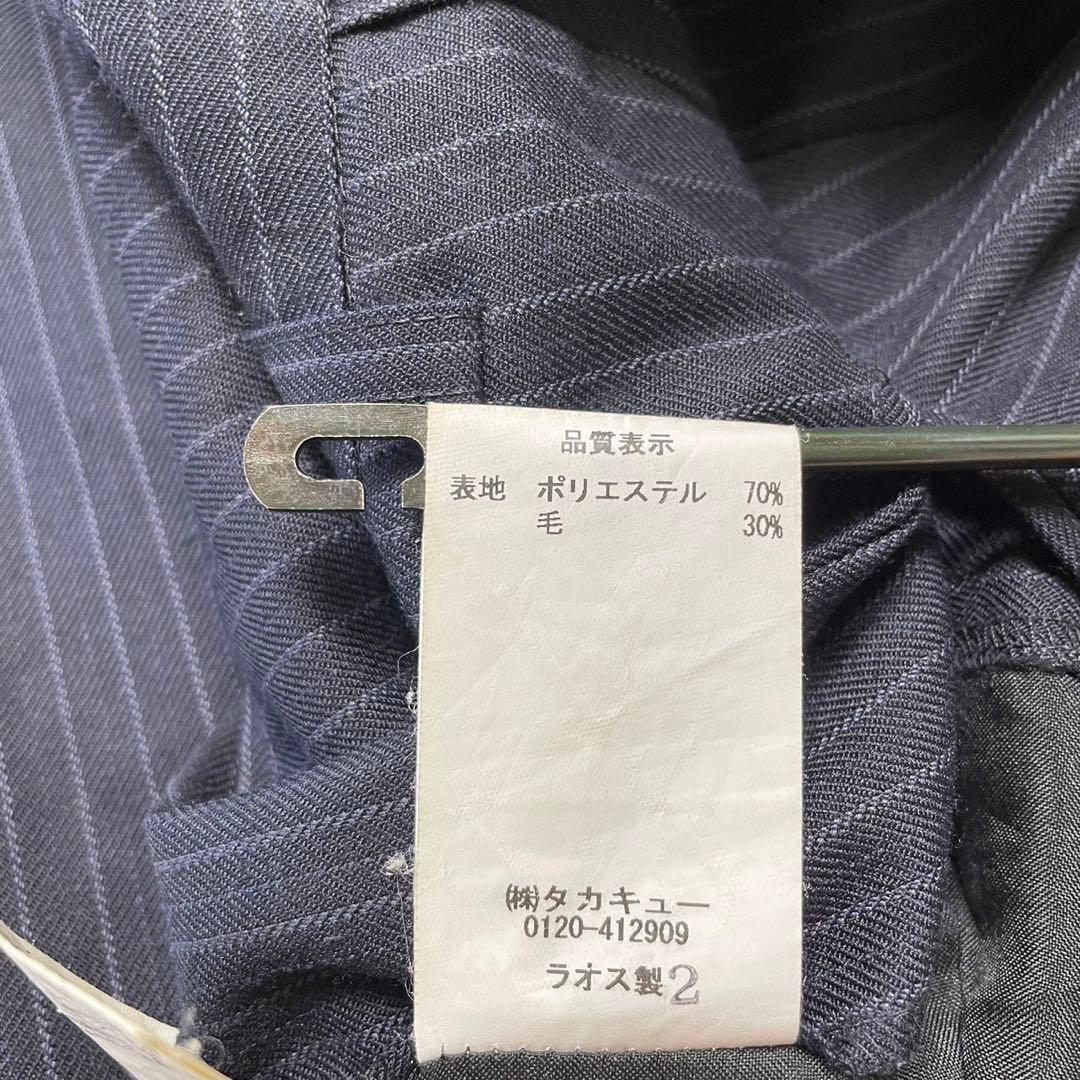 品質表示
表地 ポリエステル 70%
毛 30%
㈱タカキュー
0120-412909
ラオス製2